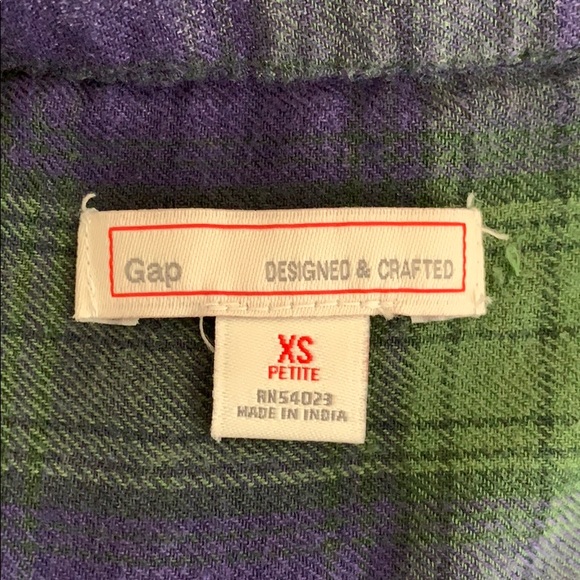 Gap DESIGNED & CRAFTED
XS
PETITE
RN54023
MADE IN INDIA